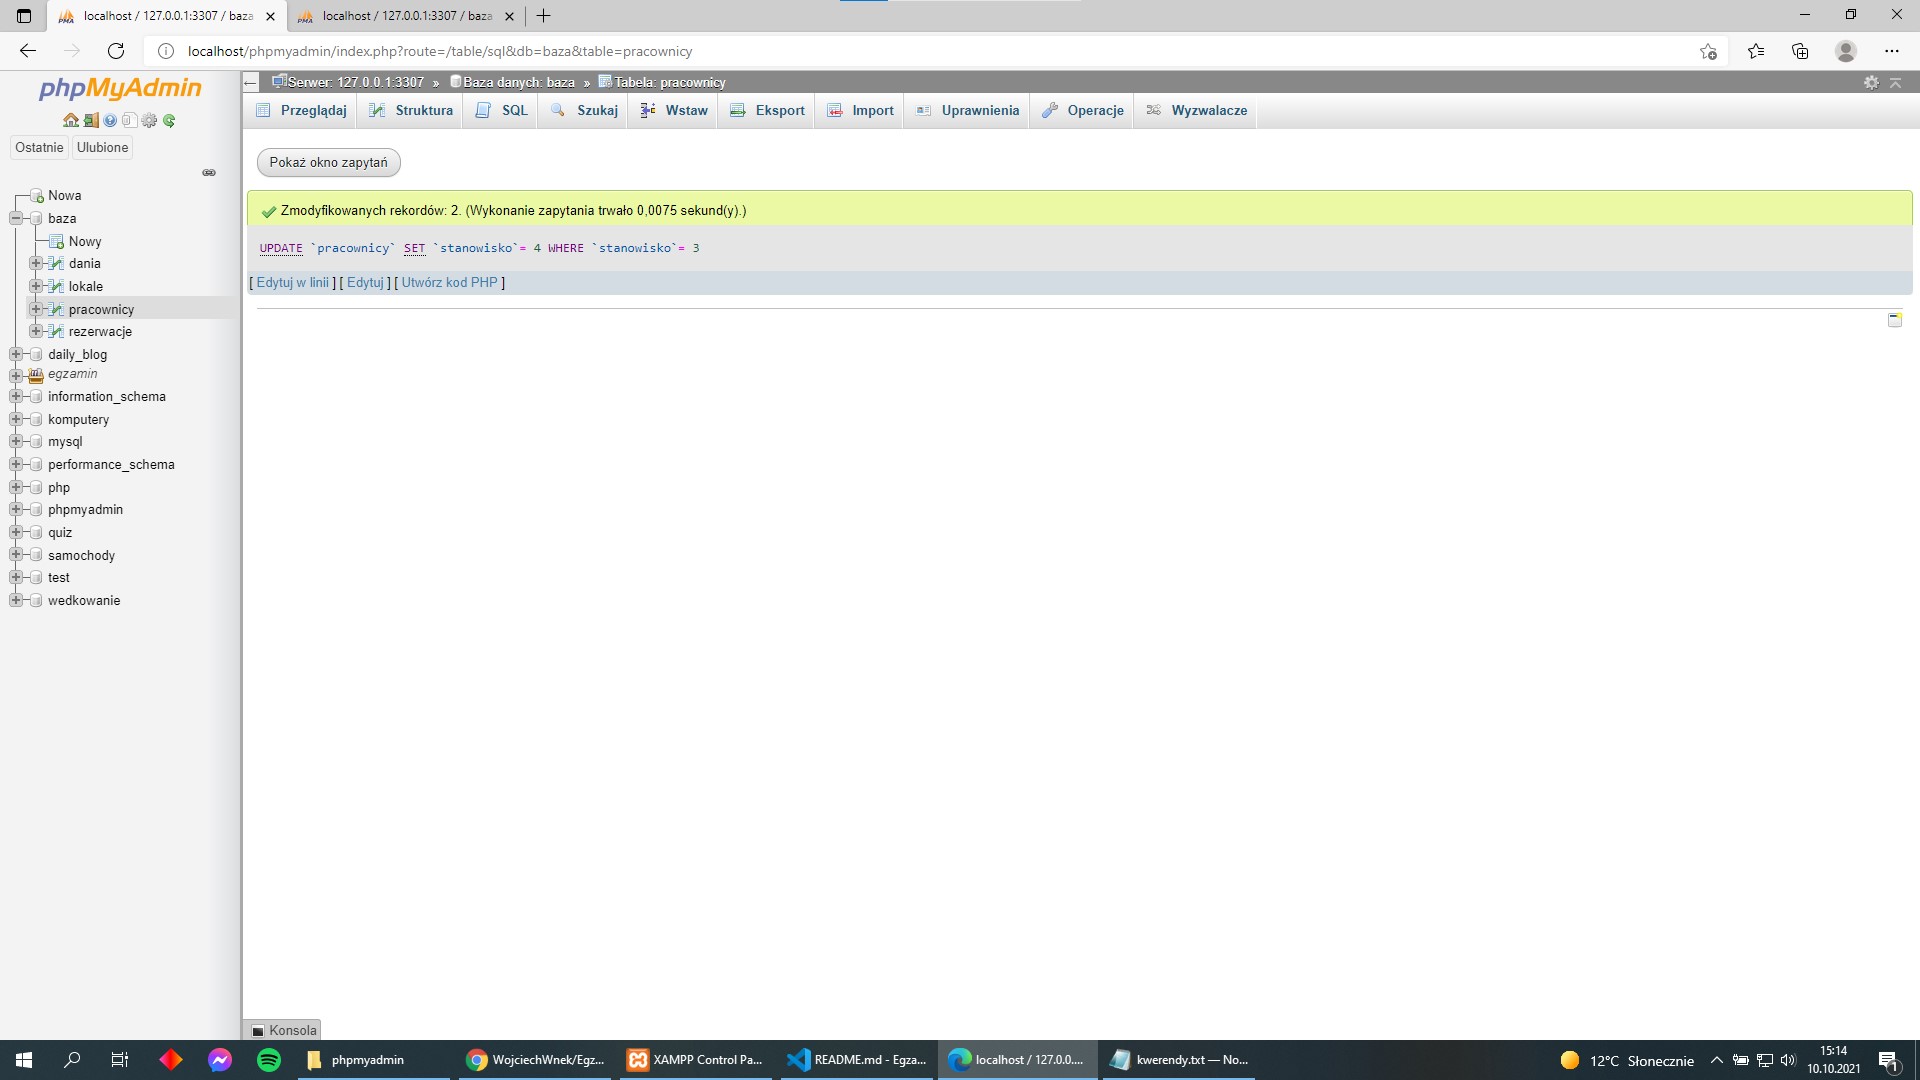 localhost / 127.0.0.1:3307 / baza
localhost / 127.0.0.1:3307 / baza
localhost/phpmyadmin/index.php?route=/table/sql&db=baza&table=pracownicy
phpMyAdmin
Ostatnie
Ulubione
Nowa
baza
Nowy
dania
lokale
pracownicy
rezerwacje
daily_blog
egzamin
information_schema
komputery
mysql
performance_schema
php
phpmyadmin
quiz
samochody
test
wedkowanie
Serwer: 127.0.0.1:3307 » Baza danych: baza » Tabela: pracownicy
Przeglądaj Struktura SQL Szukaj Wstaw Eksport Import Uprawnienia Operacje Wyzwalacze
Pokaż okno zapytań
Zmodyfikowanych rekordów: 2. (Wykonanie zapytania trwało 0,0075 sekund(y).)
UPDATE `pracownicy` SET `stanowisko`= 4 WHERE `stanowisko`= 3
[ Edytuj w linii ] [ Edytuj ] [ Utwórz kod PHP ]
Konsola
phpmyadmin
WojciechWnek/Egz...
XAMPP Control Pa...
README.md - Egza...
localhost / 127.0.0....
kwerendy.txt — No...
12°C Słonecznie
15:14
10.10.2021
1